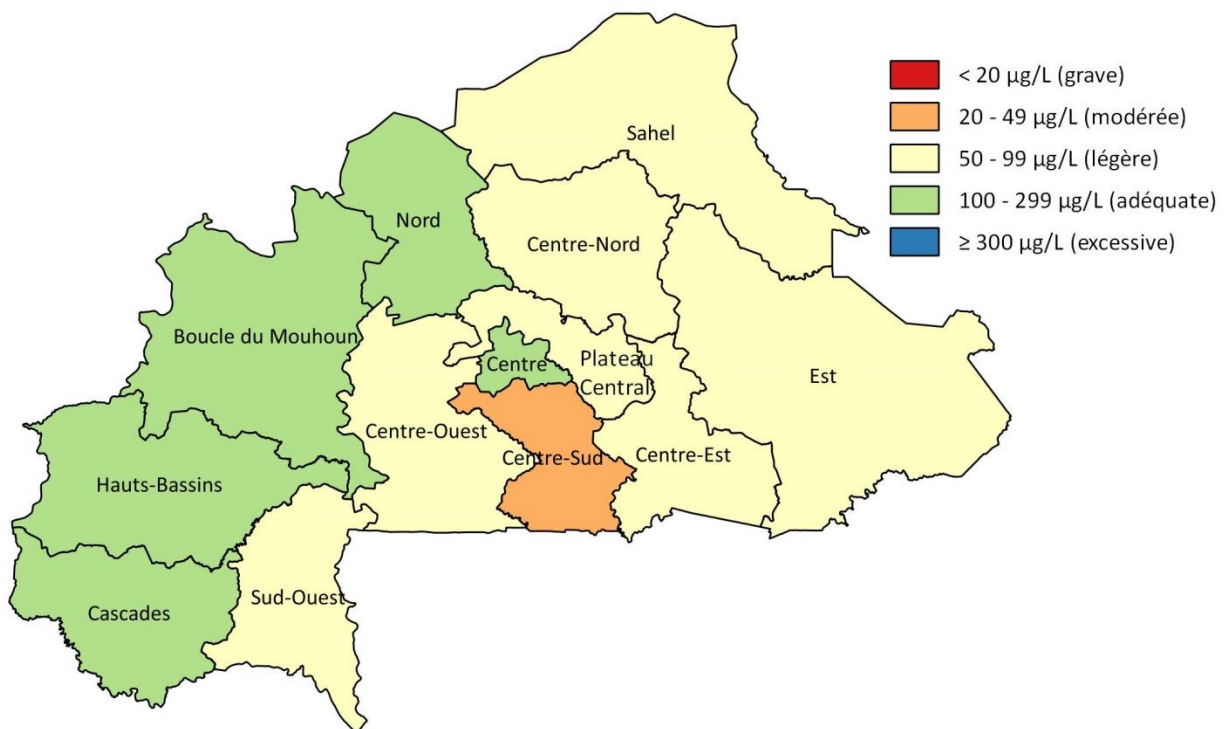 < 20 µg/L (grave)
20 - 49 µg/L (modérée)
50 - 99 µg/L (légère)
100 - 299 µg/L (adéquate)
≥ 300 µg/L (excessive)
Sahel
Nord
Centre-Nord
Boucle du Mouhoun
Centre
Plateau
Central
Est
Centre-Ouest
Centre-Sud
Centre-Est
Hauts-Bassins
Sud-Ouest
Cascades